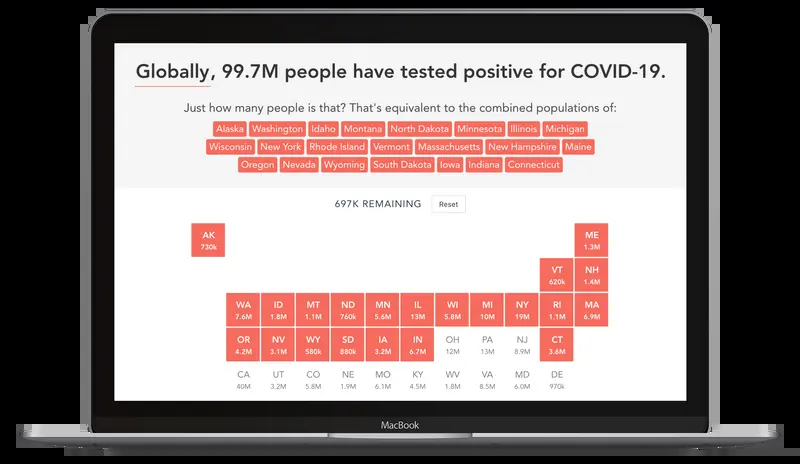 Globally, 99.7M people have tested positive for COVID-19.
Just how many people is that? That's equivalent to the combined populations of:
Alaska Washington Idaho Montana North Dakota Minnesota Illinois Michigan
Wisconsin New York Rhode Island Vermont Massachusetts New Hampshire Maine
Oregon Nevada Wyoming South Dakota Iowa Indiana Connecticut
697K REMAINING Reset
AK ME
730k 1.3M
VT NH
620k 1.4M
WA ID MT ND MN IL WI MI NY RI MA
7.6M 1.8M 1.1M 760k 5.6M 13M 5.8M 10M 19M 1.1M 6.9M
OR NV WY SD IA IN OH PA NJ CT
4.2M 3.1M 580k 880k 3.2M 6.7M 12M 13M 8.9M 3.6M
CA UT CO NE MO KY WV VA MD DE
40M 3.2M 5.8M 1.9M 6.1M 4.5M 1.8M 8.5M 6.0M 970k
MacBook